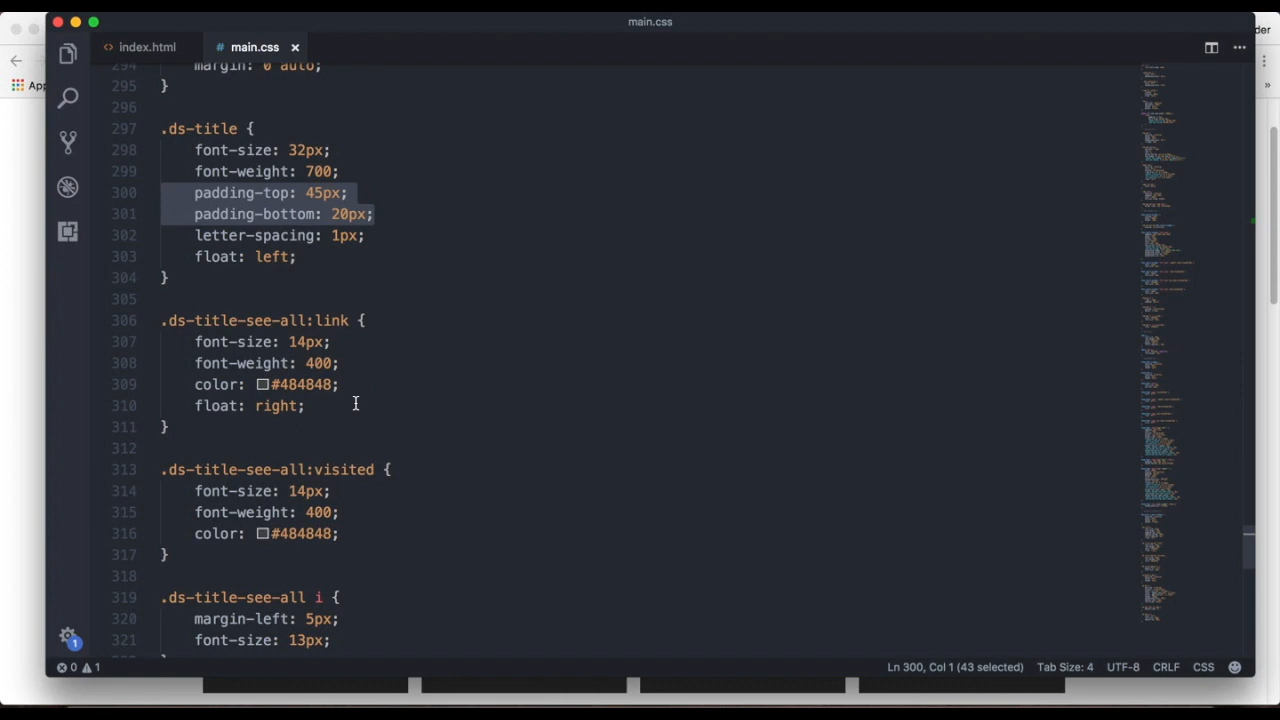 main.css
der
index.html
# main.css ×
App
294 margin: 0 auto;
295 }
296
297 .ds-title {
298 font-size: 32px;
299 font-weight: 700;
300 padding-top: 45px;
301 padding-bottom: 20px;
302 letter-spacing: 1px;
303 float: left;
304 }
305
306 .ds-title-see-all:link {
307 font-size: 14px;
308 font-weight: 400;
309 color: #484848;
310 float: right;
311 }
312
313 .ds-title-see-all:visited {
314 font-size: 14px;
315 font-weight: 400;
316 color: #484848;
317 }
318
319 .ds-title-see-all i {
320 margin-left: 5px;
321 font-size: 13px;
1
0 1 Ln 300, Col 1 (43 selected) Tab Size: 4 UTF-8 CRLF CSS